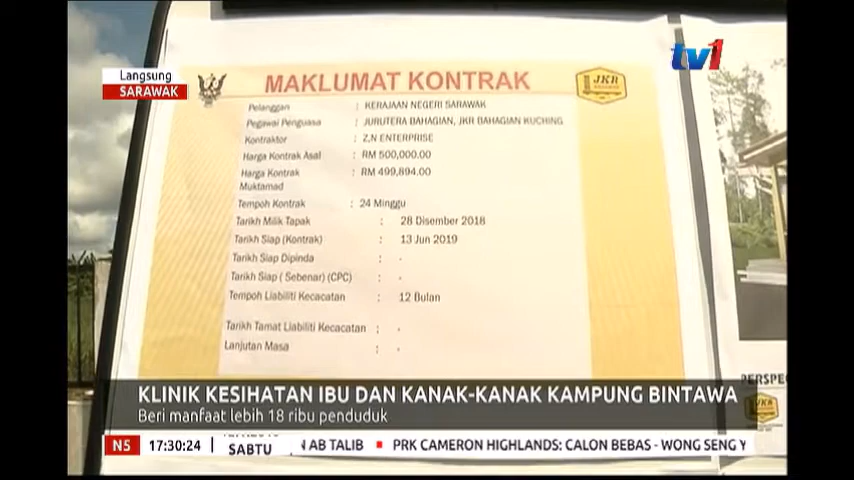 tv1
Langsung
SARAWAK
MAKLUMAT KONTRAK
JKR
Pelanggan : KERAJAAN NEGERI SARAWAK
Pegawai Penguasa : JURUTERA BAHAGIAN, JKR BAHAGIAN KUCHING
Kontraktor : Z,N ENTERPRISE
Harga Kontrak Asal : RM 500,000.00
Harga Kontrak : RM 499,894.00
Muktamad
Tempoh Kontrak : 24 Minggu
Tarikh Milik Tapak : 28 Disember 2018
Tarikh Siap (Kontrak) : 13 Jun 2019
Tarikh Siap Dipinda : -
Tarikh Siap ( Sebenar) (CPC) : -
Tempoh Liabiliti Kecacatan : 12 Bulan
Tarikh Tamat Liabiliti Kecacatan : -
Lanjutan Masa : -
PERSPE
JKR
KLINIK KESIHATAN IBU DAN KANAK-KANAK KAMPUNG BINTAWA
Beri manfaat lebih 18 ribu penduduk
N5 17:30:24 SABTU N AB TALIB PRK CAMERON HIGHLANDS: CALON BEBAS - WONG SENG Y